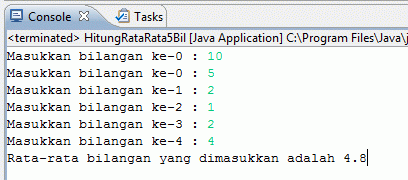 Console Tasks
<terminated> HitungRataRata5Bil [Java Application] C:\Program Files\Java\j
Masukkan bilangan ke-0 : 10
Masukkan bilangan ke-0 : 5
Masukkan bilangan ke-1 : 2
Masukkan bilangan ke-2 : 1
Masukkan bilangan ke-3 : 2
Masukkan bilangan ke-4 : 4
Rata-rata bilangan yang dimasukkan adalah 4.8